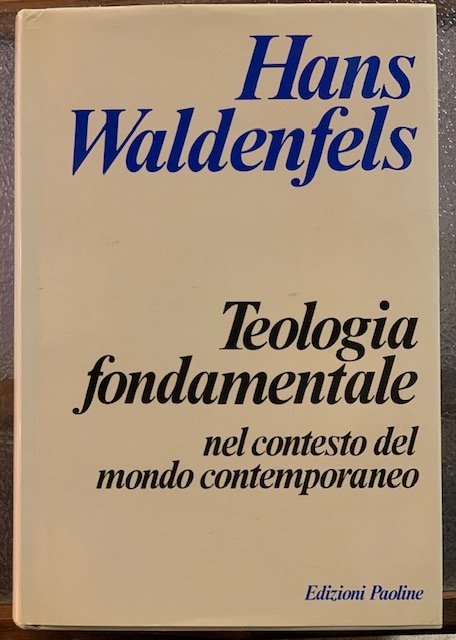 Hans
Waldenfels
Teologia
fondamentale
nel contesto del
mondo contemporaneo
Edizioni Paoline